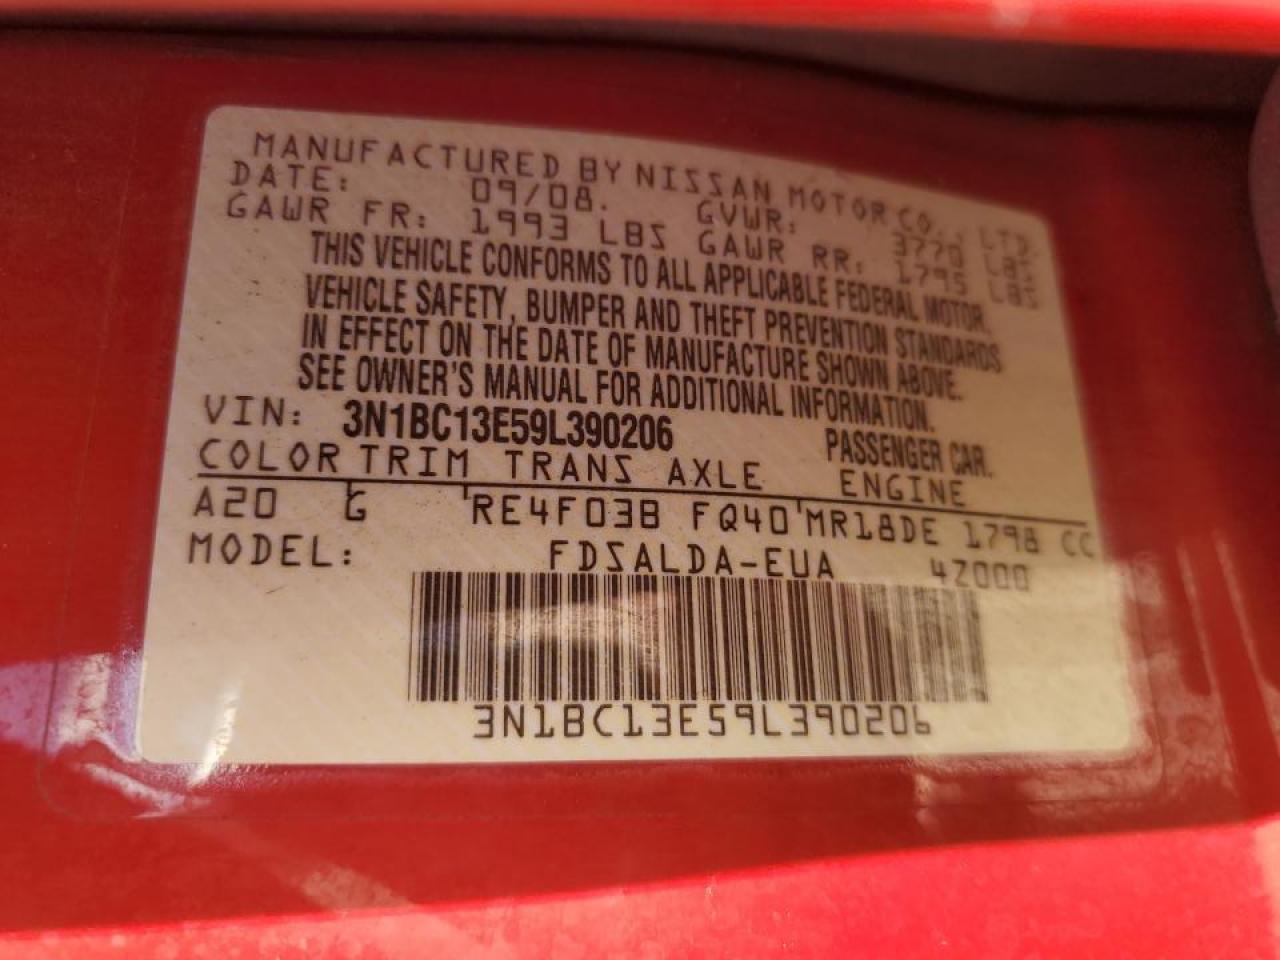 MANUFACTURED BY NISSAN MOTOR CO., LTD.
DATE: 09/08. GVWR: 3770 LBS
GAWR FR: 1993 LBS GAWR RR: 1795 LBS
THIS VEHICLE CONFORMS TO ALL APPLICABLE FEDERAL MOTOR
VEHICLE SAFETY, BUMPER AND THEFT PREVENTION STANDARDS
IN EFFECT ON THE DATE OF MANUFACTURE SHOWN ABOVE.
SEE OWNER'S MANUAL FOR ADDITIONAL INFORMATION.
VIN: 3N1BC13E59L390206 PASSENGER CAR.
COLOR TRIM TRANS AXLE ENGINE
A20 G RE4F03B FQ40 MR18DE 1798 CC
MODEL: FDSALDA-EUA 4Z000
3N1BC13E59L390206